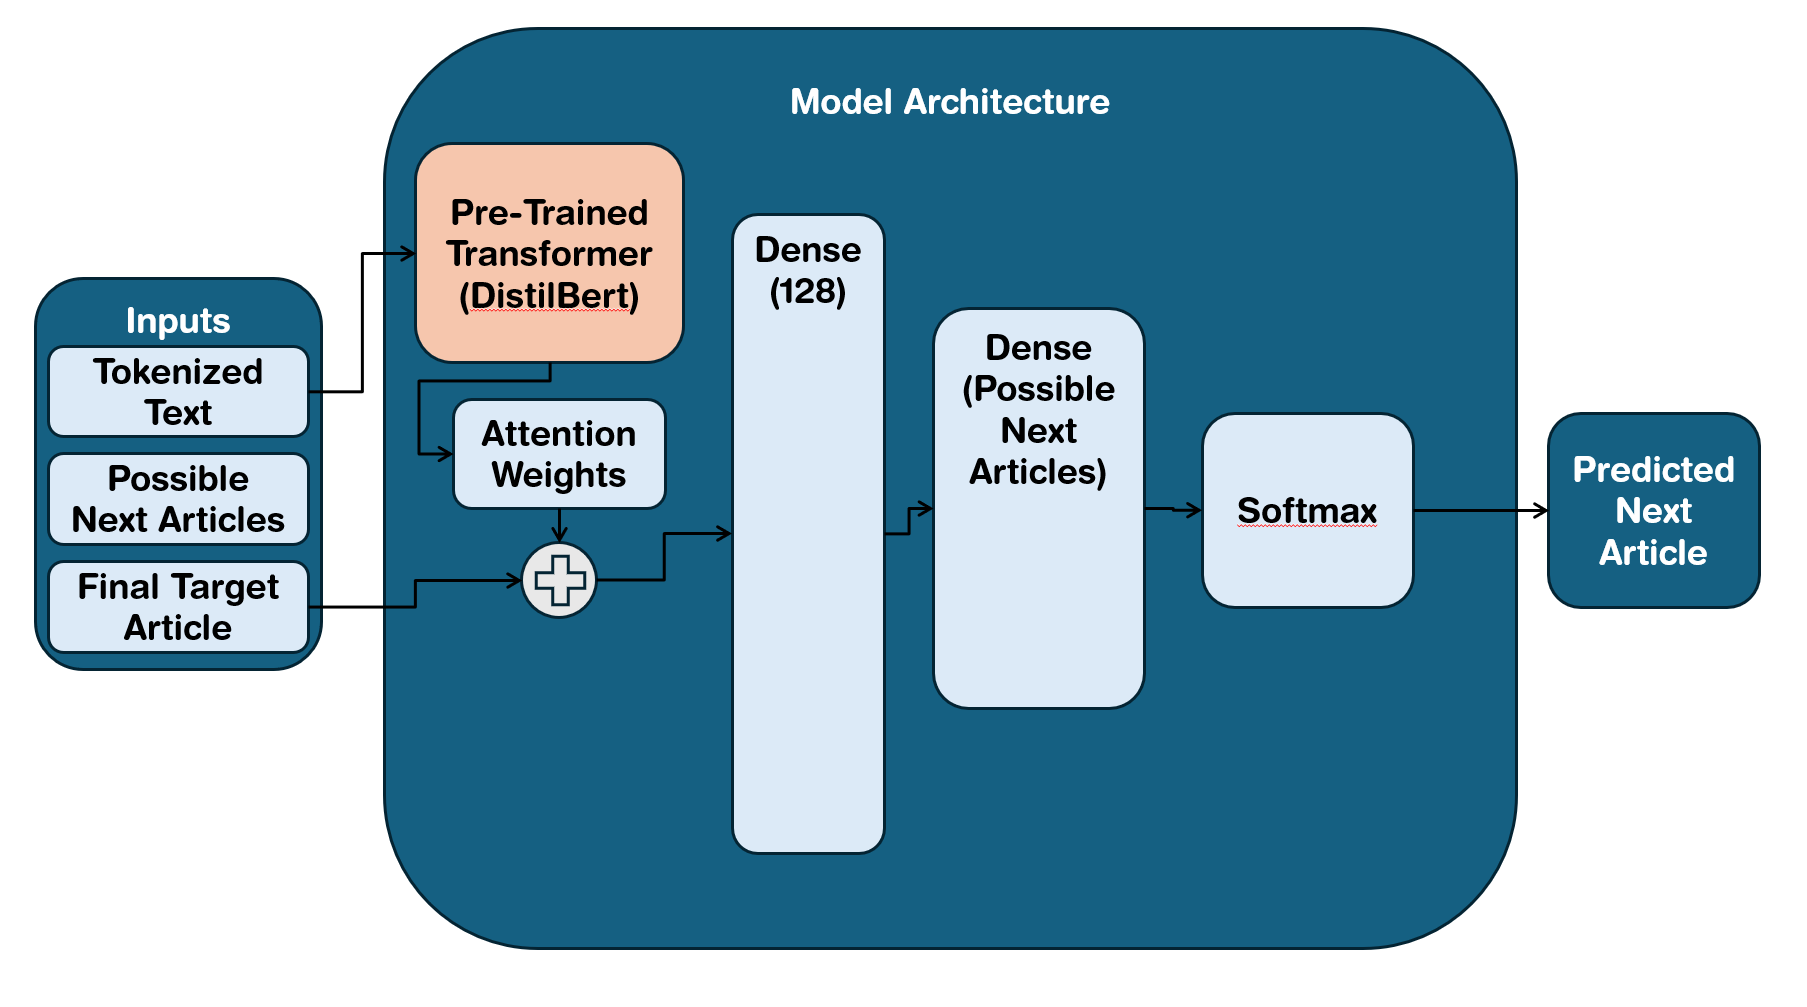 Model Architecture
Inputs
Tokenized
Text
Possible
Next Articles
Final Target
Article
Pre-Trained
Transformer
(DistilBert)
Attention
Weights
Dense
(128)
Dense
(Possible
Next
Articles)
Softmax
Predicted
Next
Article